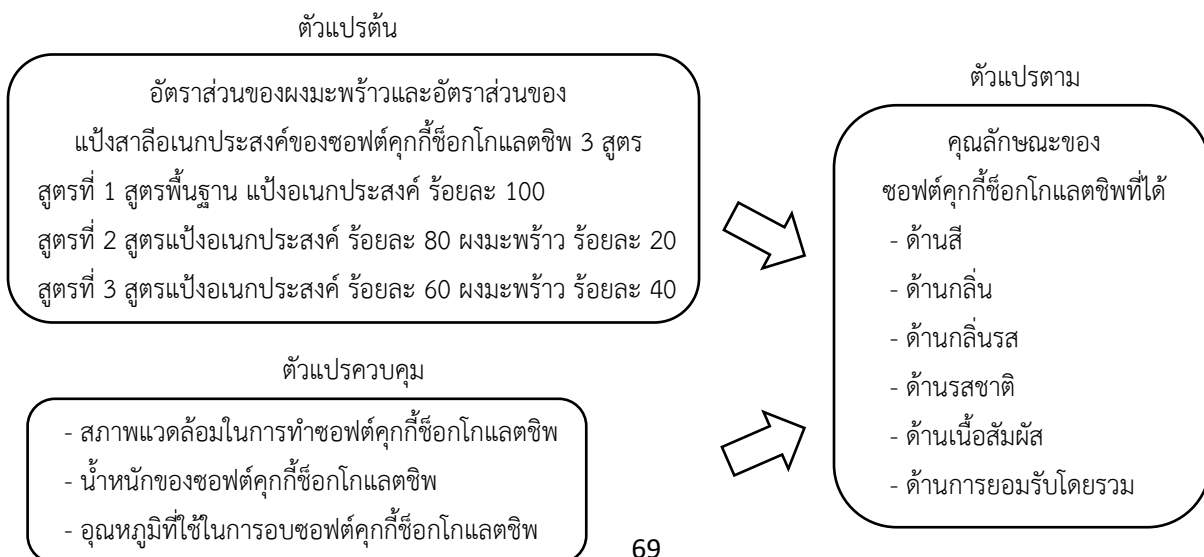 ตัวแปรต้น
อัตราส่วนของผงมะพร้าวและอัตราส่วนของ
แป้งสาลีอเนกประสงค์ของซอฟต์คุกกี้ช็อกโกแลตชิพ 3 สูตร
สูตรที่ 1 สูตรพื้นฐาน แป้งอเนกประสงค์ ร้อยละ 100
สูตรที่ 2 สูตรแป้งอเนกประสงค์ ร้อยละ 80 ผงมะพร้าว ร้อยละ 20
สูตรที่ 3 สูตรแป้งอเนกประสงค์ ร้อยละ 60 ผงมะพร้าว ร้อยละ 40
ตัวแปรควบคุม
- สภาพแวดล้อมในการทำซอฟต์คุกกี้ช็อกโกแลตชิพ
- น้ำหนักของซอฟต์คุกกี้ช็อกโกแลตชิพ
- อุณหภูมิที่ใช้ในการอบซอฟต์คุกกี้ช็อกโกแลตชิพ
ตัวแปรตาม
คุณลักษณะของ
ซอฟต์คุกกี้ช็อกโกแลตชิพที่ได้
- ด้านสี
- ด้านกลิ่น
- ด้านกลิ่นรส
- ด้านรสชาติ
- ด้านเนื้อสัมผัส
- ด้านการยอมรับโดยรวม
69